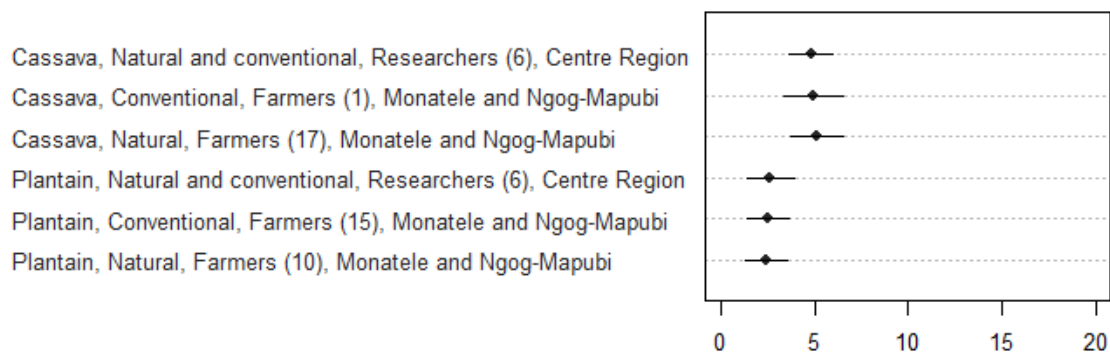 Cassava, Natural and conventional, Researchers (6), Centre Region
Cassava, Conventional, Farmers (1), Monatele and Ngog-Mapubi
Cassava, Natural, Farmers (17), Monatele and Ngog-Mapubi
Plantain, Natural and conventional, Researchers (6), Centre Region
Plantain, Conventional, Farmers (15), Monatele and Ngog-Mapubi
Plantain, Natural, Farmers (10), Monatele and Ngog-Mapubi
0 5 10 15 20